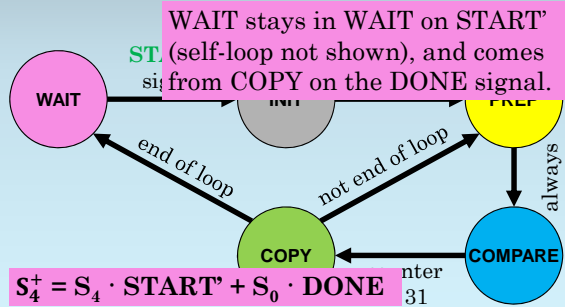 WAIT stays in WAIT on START’
(self-loop not shown), and comes
from COPY on the DONE signal.
WAIT
INIT
PREP
end of loop
not end of loop
always
COPY
COMPARE
31
S₄⁺ = S₄ · START’ + S₀ · DONE